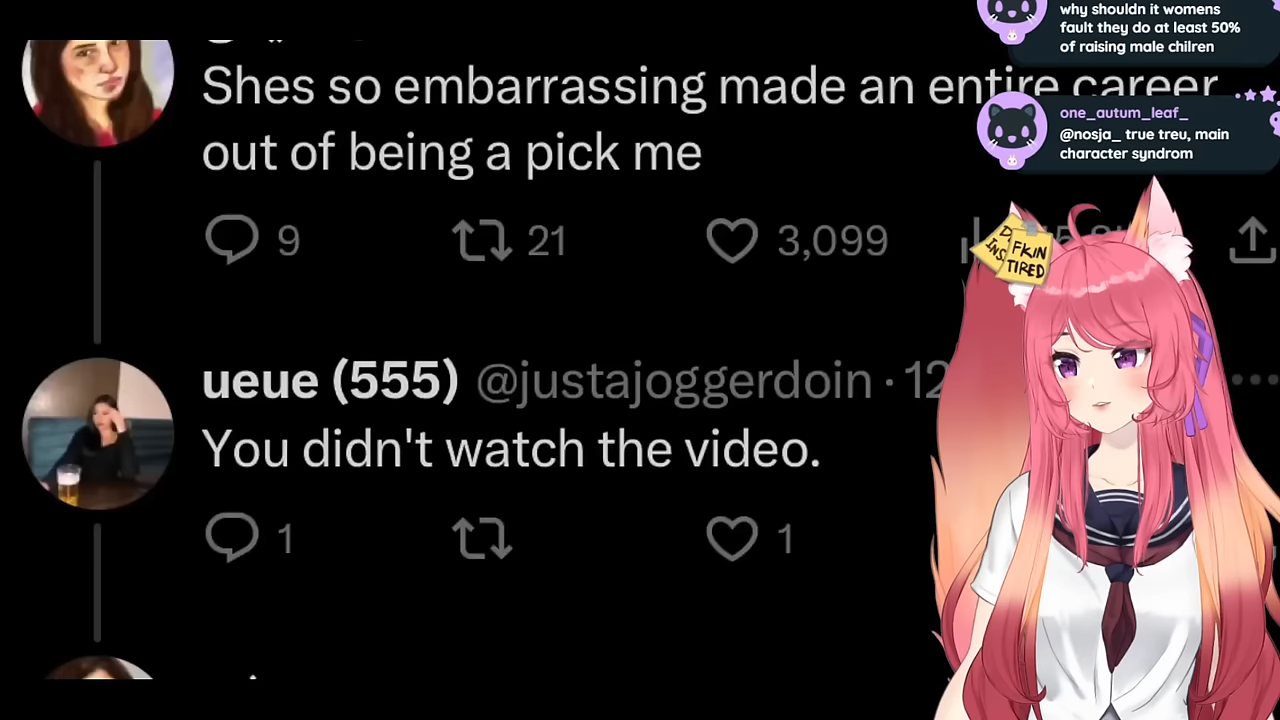 why shouldn it womens
fault they do at least 50%
of raising male chilren
Shes so embarrassing made an entire career
out of being a pick me
one_autum_leaf_
@nosja_ true treu, main
character syndrom
9
21
3,099
FKIN
TIRED
ueue (555) @justajoggerdoin · 12
You didn't watch the video.
1
1